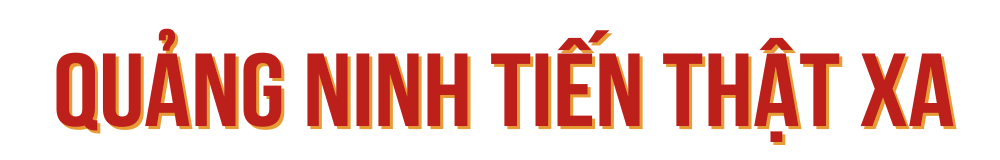 QUẢNG NINH TIẾN THẬT XA